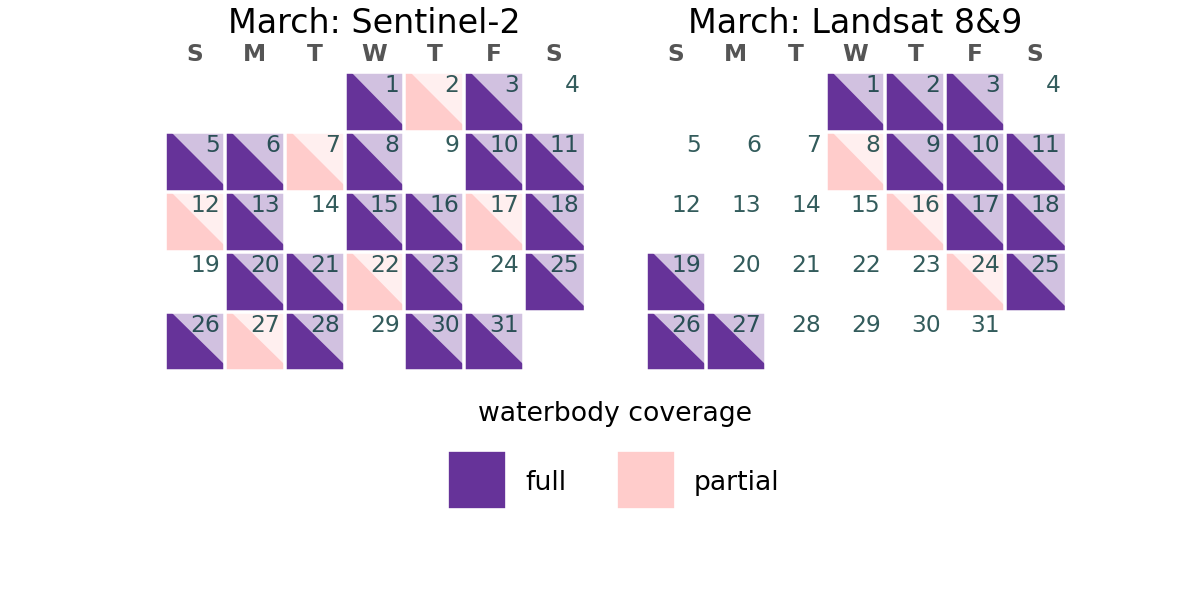 March: Sentinel-2
S M T W T F S
1 2 3 4
5 6 7 8 9 10 11
12 13 14 15 16 17 18
19 20 21 22 23 24 25
26 27 28 29 30 31
March: Landsat 8&9
S M T W T F S
1 2 3 4
5 6 7 8 9 10 11
12 13 14 15 16 17 18
19 20 21 22 23 24 25
26 27 28 29 30 31
waterbody coverage
full
partial